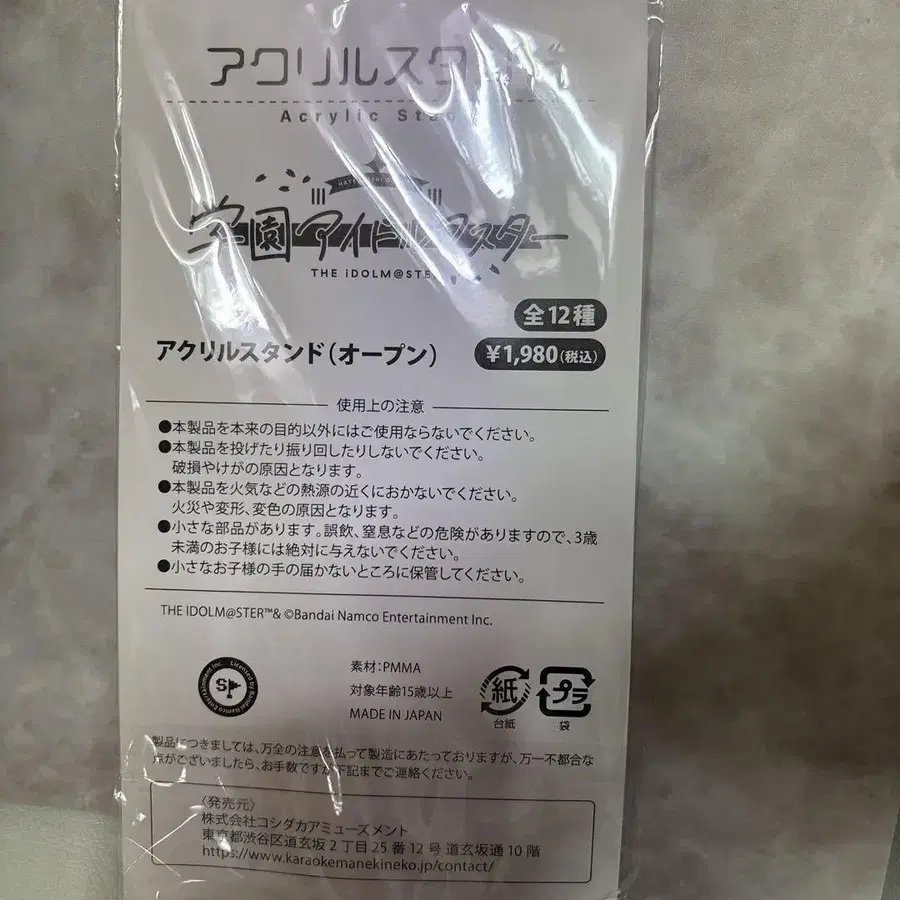 アクリルスタンド
Acrylic Stand
学園アイドルマスター
THE iDOLM@STER
全12種
アクリルスタンド(オープン)
¥1,980(税込)
使用上の注意
●本製品を本来の目的以外にはご使用ならないでください。
●本製品を投げたり振り回したりしないでください。
破損やけがの原因となります。
●本製品を火気などの熱源の近くにおかないでください。
火災や変形、変色の原因となります。
●小さな部品があります。誤飲、窒息などの危険がありますので、3歳
未満のお子様には絶対に与えないでください。
●小さなお子様の手の届かないところに保管してください。
THE IDOLM@STER™& ©Bandai Namco Entertainment Inc.
Licensed by Bandai Namco Entertainment Inc.
素材:PMMA
対象年齢15歳以上
MADE IN JAPAN
紙
台紙
プラ
袋
製品につきましては、万全の注意を払って製造にあたっておりますが、万一不都合な
点がございましたら、お手数ですが下記までご連絡ください。
〈発売元〉
株式会社コシダカアミューズメント
東京都渋谷区道玄坂2丁目25番12号 道玄坂通10階
https://www.karaokemanekineko.jp/contact/